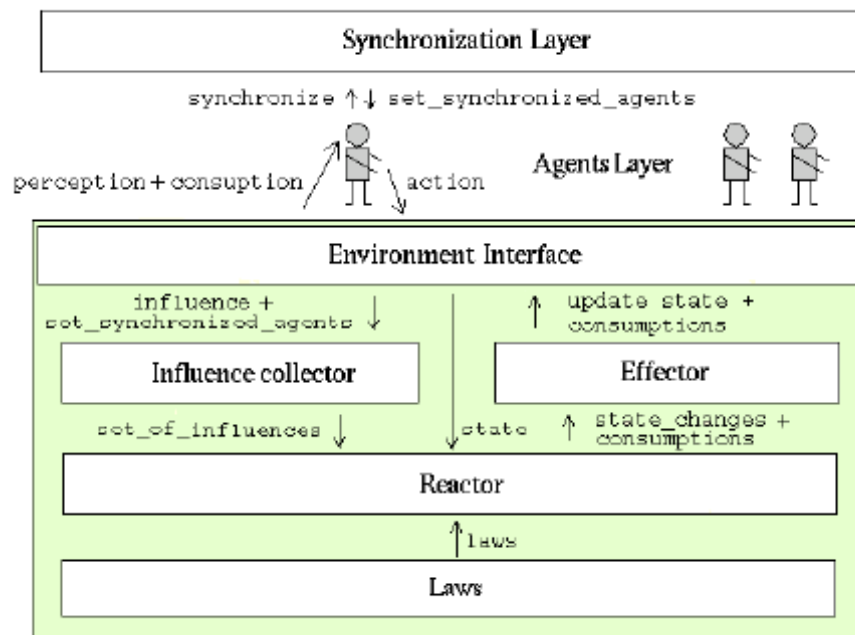 Synchronization Layer
synchronize set_synchronized_agents
Agents Layer
perception + consuption action
Environment Interface
influence +
set_synchronized_agents
update state +
consumptions
Influence collector
Effector
set_of_influences
state
state_changes +
consumptions
Reactor
laws
Laws